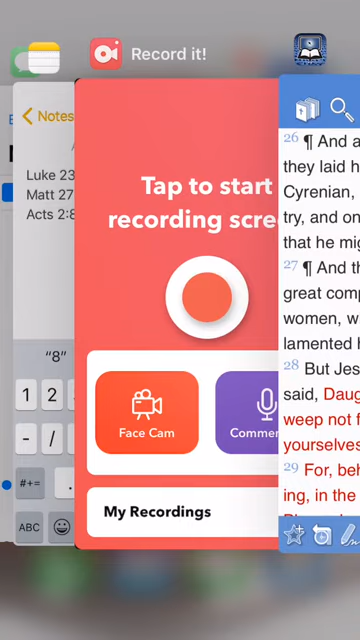 Record it!
Notes
Luke 23
Matt 27
Acts 2:8
“8”
1 2
- /
#+= .
ABC
Tap to start
recording scre
Face Cam
Commen
My Recordings
26 ¶ And a
they laid h
Cyrenian,
try, and on
that he mig
27 ¶ And th
great comp
women, w
lamented h
28 But Jes
said, Daug
weep not f
yourselves
29 For, beh
ing, in the